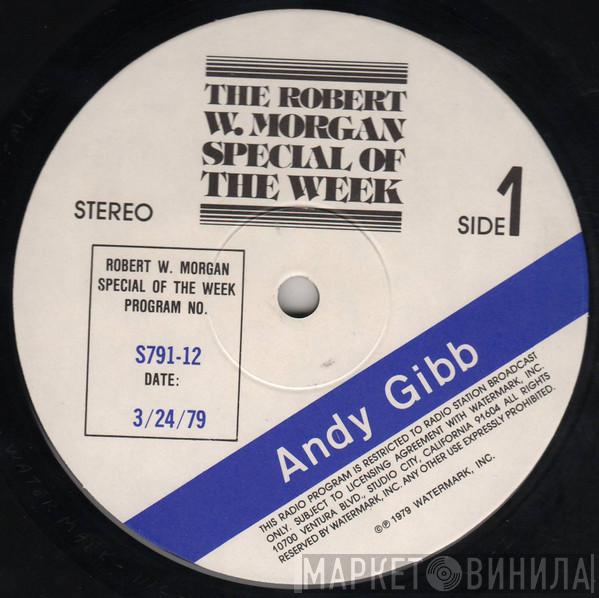 THE ROBERT
W. MORGAN
SPECIAL OF
THE WEEK
STEREO
SIDE 1
ROBERT W. MORGAN
SPECIAL OF THE WEEK
PROGRAM NO.
S791-12
DATE:
3/24/79
Andy Gibb
THIS RADIO PROGRAM IS RESTRICTED TO RADIO STATION BROADCAST
ONLY. SUBJECT TO LICENSING AGREEMENT WITH WATERMARK, INC.
10700 VENTURA BLVD., STUDIO CITY, CALIFORNIA 91604 ALL RIGHTS
RESERVED BY WATERMARK, INC. ANY OTHER USE EXPRESSLY PROHIBITED.
©℗ 1979 WATERMARK, INC.
МАРКЕТ ВИНИЛА